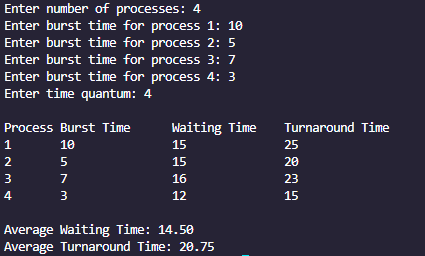 Enter number of processes: 4
Enter burst time for process 1: 10
Enter burst time for process 2: 5
Enter burst time for process 3: 7
Enter burst time for process 4: 3
Enter time quantum: 4
Process Burst Time Waiting Time Turnaround Time
1 10 15 25
2 5 15 20
3 7 16 23
4 3 12 15
Average Waiting Time: 14.50
Average Turnaround Time: 20.75